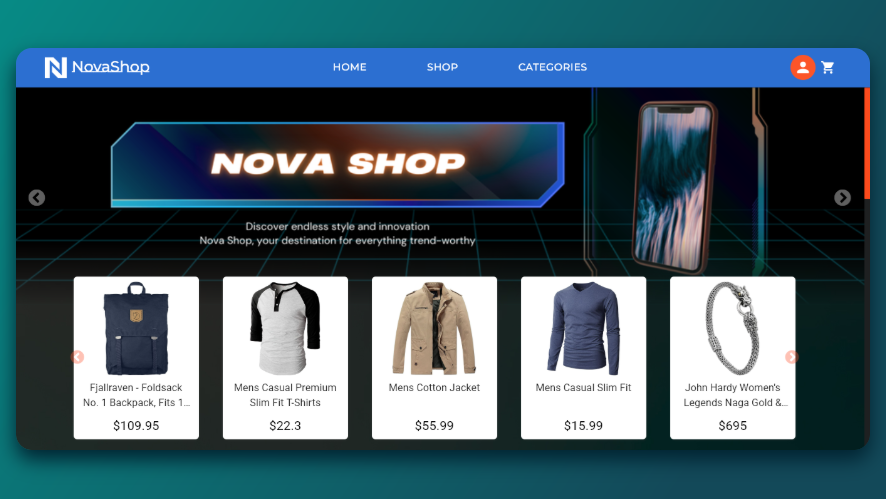 NovaShop
HOME
SHOP
CATEGORIES
NOVA SHOP
Discover endless style and innovation
Nova Shop, your destination for everything trend-worthy
Fjallraven - Foldsack
No. 1 Backpack, Fits 1...
$109.95
Mens Casual Premium
Slim Fit T-Shirts
$22.3
Mens Cotton Jacket
$55.99
Mens Casual Slim Fit
$15.99
John Hardy Women's
Legends Naga Gold &...
$695